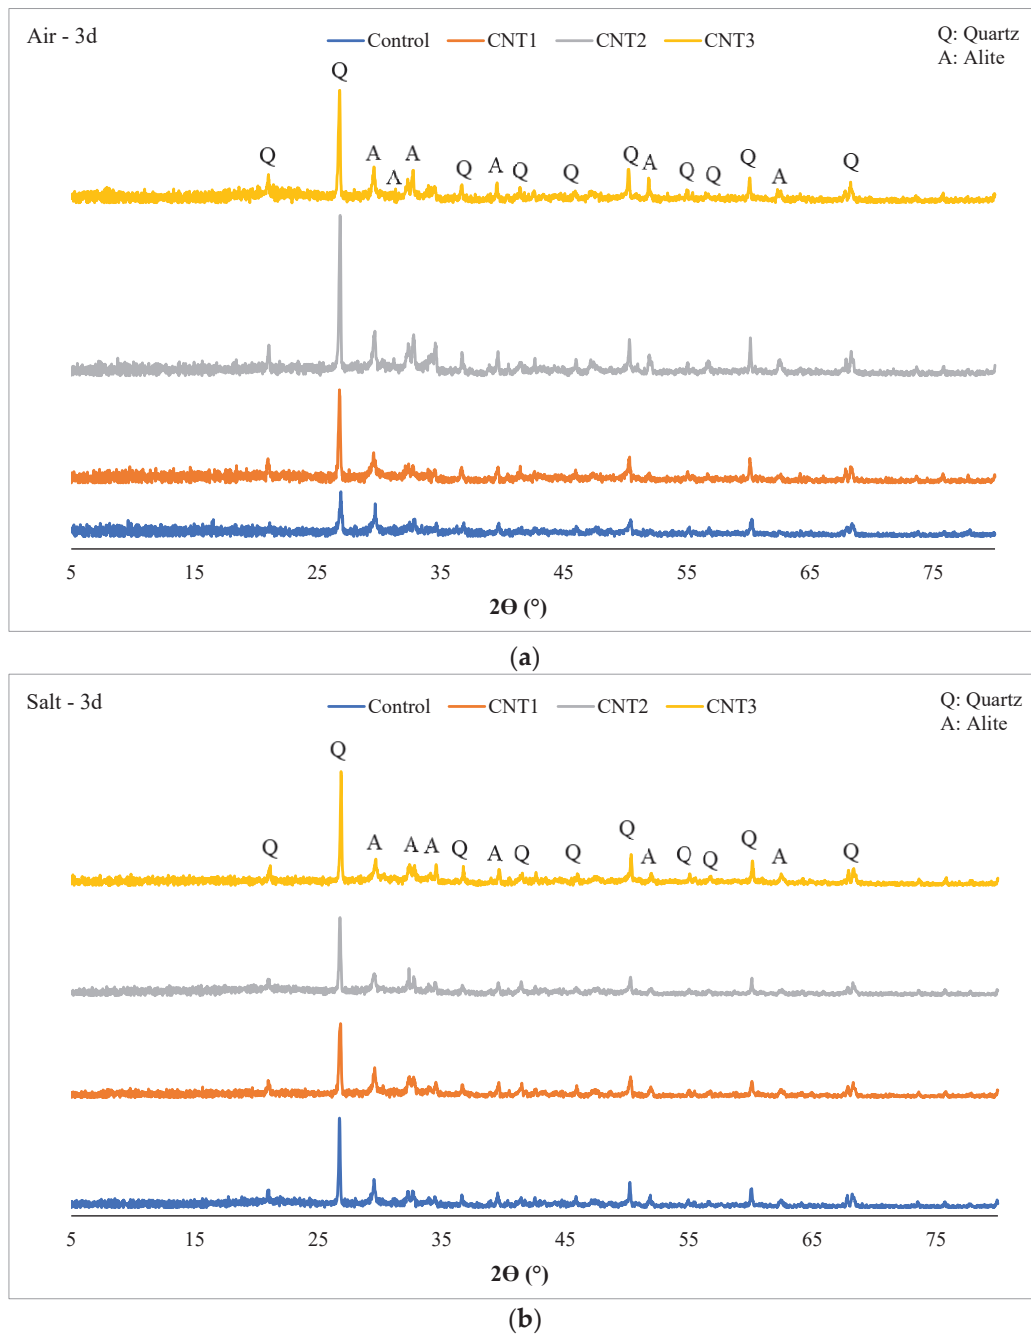 Air - 3d
Control CNT1 CNT2 CNT3
Q: Quartz
A: Alite
Q
Q A A A Q A Q Q Q A Q Q Q A Q
5 15 25 35 45 55 65 75
2Θ (°)
(a)
Salt - 3d
Control CNT1 CNT2 CNT3
Q: Quartz
A: Alite
Q
Q A A A Q A Q Q Q A Q Q Q A Q
5 15 25 35 45 55 65 75
2Θ (°)
(b)